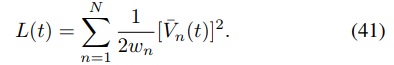 L(t) = \sum_{n=1}^{N} \frac{1}{2w_n} [\bar{V}_n(t)]^2. (41)